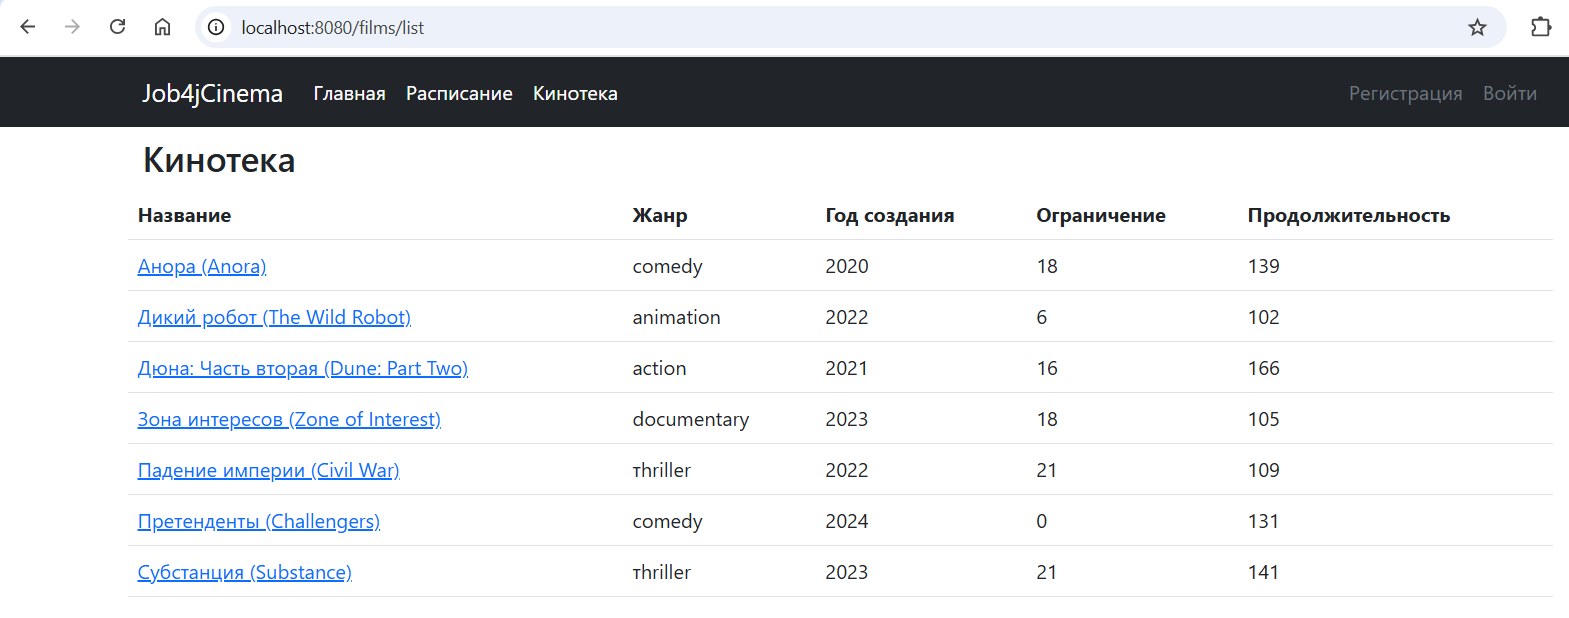 localhost:8080/films/list
Job4jCinema Главная Расписание Кинотека Регистрация Войти
Кинотека
Название Жанр Год создания Ограничение Продолжительность
Анора (Anora) comedy 2020 18 139
Дикий робот (The Wild Robot) animation 2022 6 102
Дюна: Часть вторая (Dune: Part Two) action 2021 16 166
Зона интересов (Zone of Interest) documentary 2023 18 105
Падение империи (Civil War) тhriller 2022 21 109
Претенденты (Challengers) comedy 2024 0 131
Субстанция (Substance) тhriller 2023 21 141